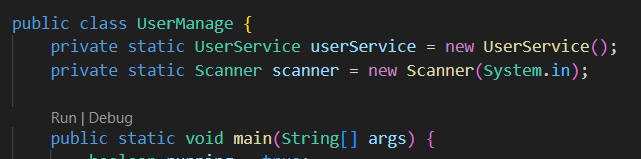 public class UserManage {
private static UserService userService = new UserService();
private static Scanner scanner = new Scanner(System.in);
Run | Debug
public static void main(String[] args) {